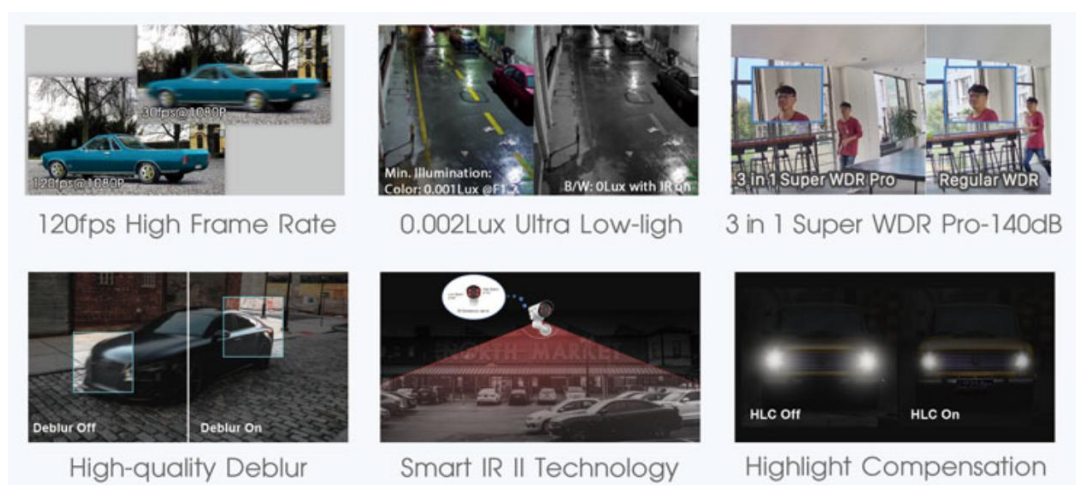 30fps@1080P
120fps@1080P
120fps High Frame Rate
Min. Illumination:
Color: 0.001Lux @F1.
B/W: 0Lux with IR on
0.002Lux Ultra Low-ligh
3 in 1 Super WDR Pro
Regular WDR
3 in 1 Super WDR Pro-140dB
Deblur Off
Deblur On
High-quality Deblur
NORTH MARKET
Smart IR II Technology
HLC Off
HLC On
Highlight Compensation